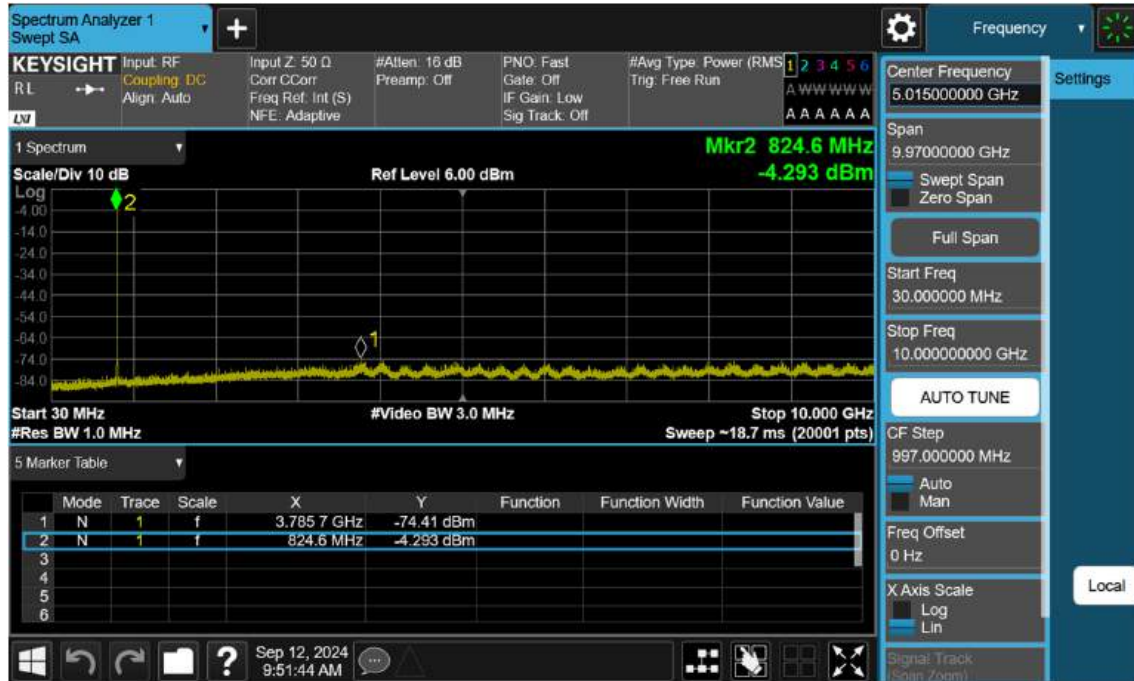 Spectrum Analyzer 1
Swept SA
+
Frequency
KEYSIGHT
RL
LXI
Input: RF
Coupling: DC
Align: Auto
Input Z: 50 Ω
Corr CCorr
Freq Ref: Int (S)
NFE: Adaptive
#Atten: 16 dB
Preamp: Off
PNO: Fast
Gate: Off
IF Gain: Low
Sig Track: Off
#Avg Type: Power (RMS
Trig: Free Run
1 2 3 4 5 6
A W W W W W
A A A A A A
1 Spectrum
Scale/Div 10 dB
Ref Level 6.00 dBm
Mkr2 824.6 MHz
-4.293 dBm
Log
-4.00
-14.0
-24.0
-34.0
-44.0
-54.0
-64.0
-74.0
-84.0
2
1
Start 30 MHz
#Res BW 1.0 MHz
#Video BW 3.0 MHz
Stop 10.000 GHz
Sweep ~18.7 ms (20001 pts)
5 Marker Table
Mode Trace Scale X Y Function Function Width Function Value
1 N 1 f 3.785 7 GHz -74.41 dBm
2 N 1 f 824.6 MHz -4.293 dBm
3
4
5
6
?
Sep 12, 2024
9:51:44 AM
Center Frequency
5.015000000 GHz
Span
9.97000000 GHz
Swept Span
Zero Span
Full Span
Start Freq
30.000000 MHz
Stop Freq
10.000000000 GHz
AUTO TUNE
CF Step
997.000000 MHz
Auto
Man
Freq Offset
0 Hz
X Axis Scale
Log
Lin
Signal Track
(Span Zoom)
Settings
Local